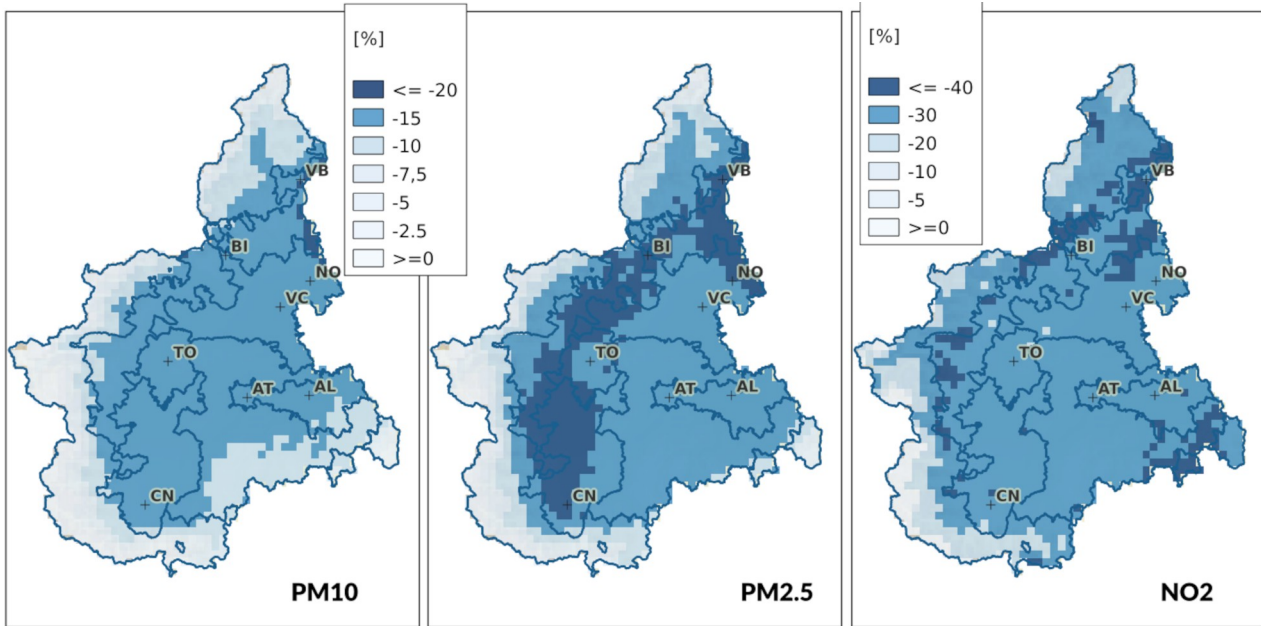 [%]
<= -20
-15
-10
-7,5
-5
-2.5
>=0
VB
BI
NO
VC
TO
AT
AL
CN
PM10
VB
BI
NO
VC
TO
AT
AL
CN
PM2.5
[%]
<= -40
-30
-20
-10
-5
>=0
VB
BI
NO
VC
TO
AT
AL
CN
NO2